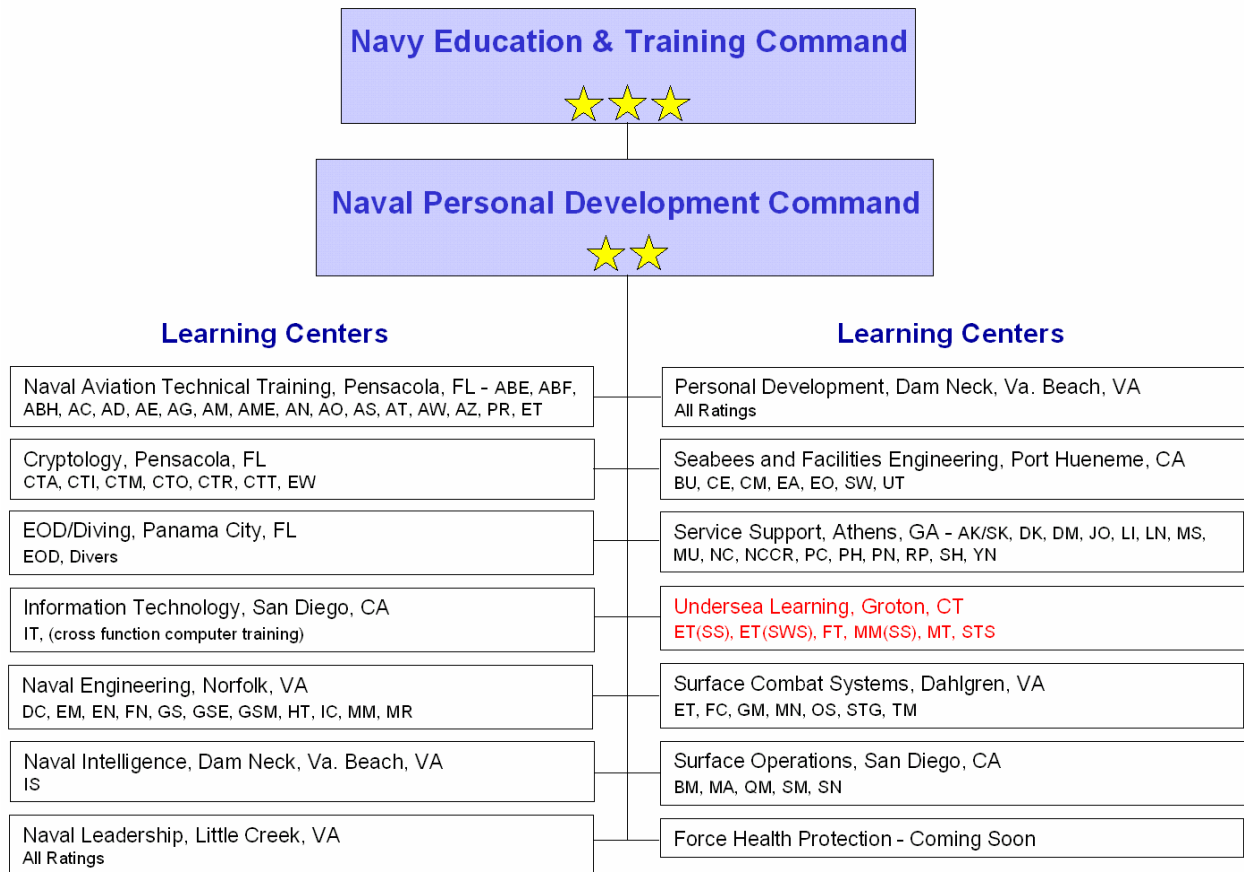 Navy Education & Training Command
Naval Personal Development Command
Learning Centers
Naval Aviation Technical Training, Pensacola, FL - ABE, ABF,
ABH, AC, AD, AE, AG, AM, AME, AN, AO, AS, AT, AW, AZ, PR, ET
Cryptology, Pensacola, FL
CTA, CTI, CTM, CTO, CTR, CTT, EW
EOD/Diving, Panama City, FL
EOD, Divers
Information Technology, San Diego, CA
IT, (cross function computer training)
Naval Engineering, Norfolk, VA
DC, EM, EN, FN, GS, GSE, GSM, HT, IC, MM, MR
Naval Intelligence, Dam Neck, Va. Beach, VA
IS
Naval Leadership, Little Creek, VA
All Ratings
Learning Centers
Personal Development, Dam Neck, Va. Beach, VA
All Ratings
Seabees and Facilities Engineering, Port Hueneme, CA
BU, CE, CM, EA, EO, SW, UT
Service Support, Athens, GA - AK/SK, DK, DM, JO, LI, LN, MS,
MU, NC, NCCR, PC, PH, PN, RP, SH, YN
Undersea Learning, Groton, CT
ET(SS), ET(SWS), FT, MM(SS), MT, STS
Surface Combat Systems, Dahlgren, VA
ET, FC, GM, MN, OS, STG, TM
Surface Operations, San Diego, CA
BM, MA, QM, SM, SN
Force Health Protection - Coming Soon